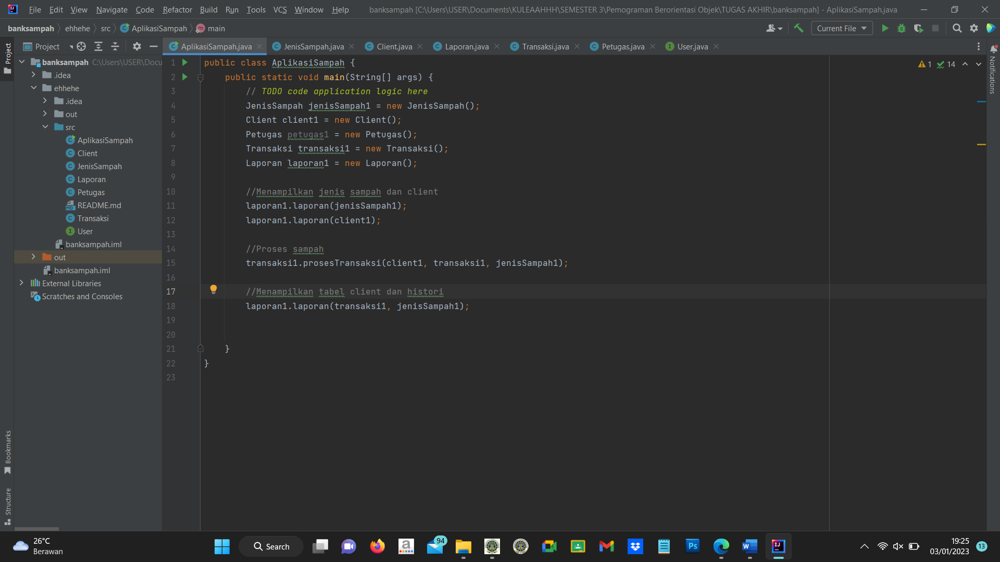 File Edit View Navigate Code Refactor Build Run Tools VCS Window Help banksampah [C:\Users\USER\Documents\KULEAAHHH\SEMESTER 3\Pemograman Berorientasi Objek\TUGAS AKHIR\banksampah] - AplikasiSampah.java
banksampah ehhehe src AplikasiSampah main Current File
Project AplikasiSampah.java JenisSampah.java Client.java Laporan.java Transaksi.java Petugas.java User.java
Project
Notifications
Bookmarks
Structure
banksampah C:\Users\USER\Docu
.idea
ehhehe
.idea
out
src
AplikasiSampah
Client
JenisSampah
Laporan
Petugas
README.md
Transaksi
User
banksampah.iml
out
banksampah.iml
External Libraries
Scratches and Consoles
1 14
1 public class AplikasiSampah {
2 public static void main(String[] args) {
3 // TODO code application logic here
4 JenisSampah jenisSampah1 = new JenisSampah();
5 Client client1 = new Client();
6 Petugas petugas1 = new Petugas();
7 Transaksi transaksi1 = new Transaksi();
8 Laporan laporan1 = new Laporan();
9
10 //Menampilkan jenis sampah dan client
11 laporan1.laporan(jenisSampah1);
12 laporan1.laporan(client1);
13
14 //Proses sampah
15 transaksi1.prosesTransaksi(client1, transaksi1, jenisSampah1);
16
17 //Menampilkan tabel client dan histori
18 laporan1.laporan(transaksi1, jenisSampah1);
19
20
21 }
22 }
23
26°C
Berawan
Search
94
19:25
03/01/2023
13